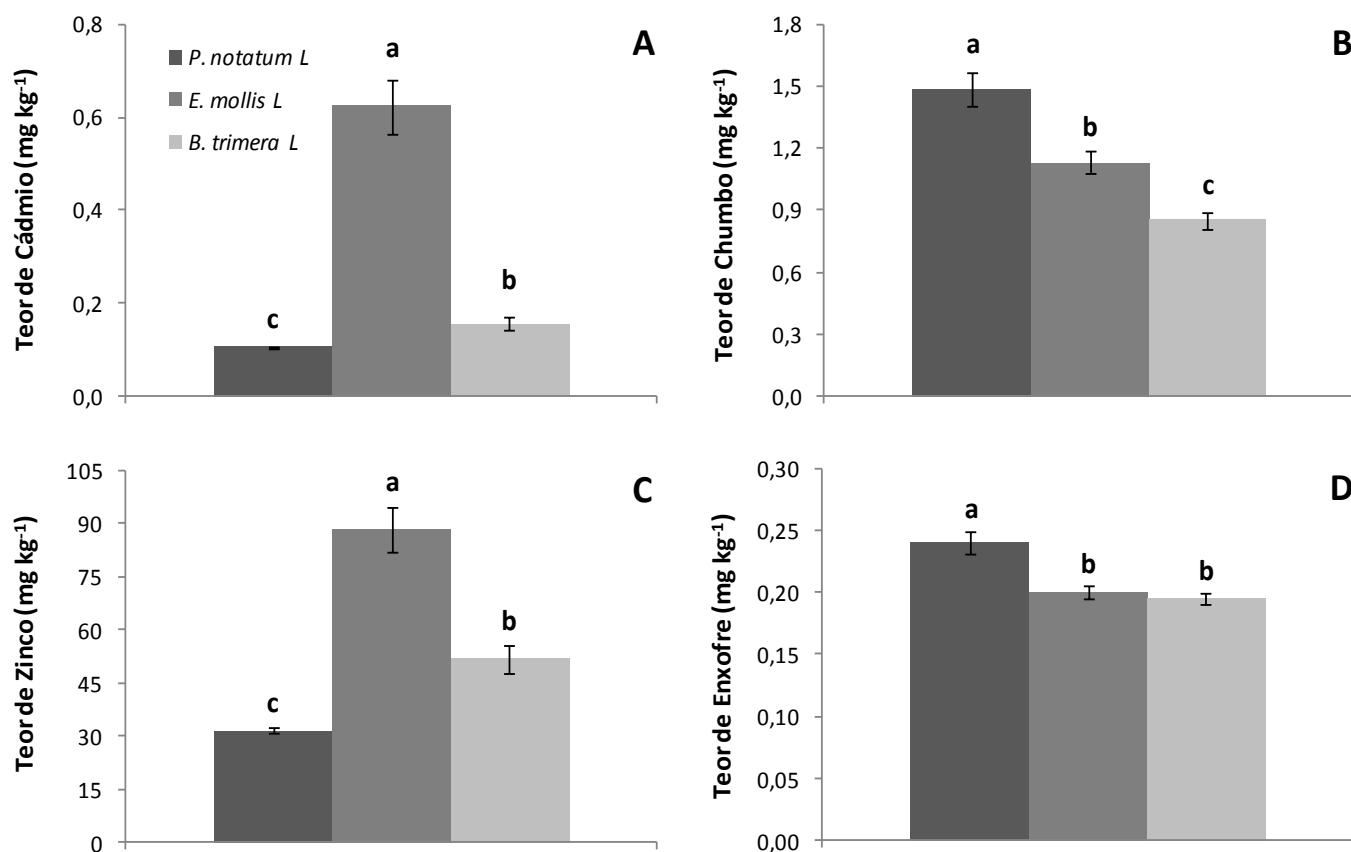 A
Teor de Cádmio (mg kg⁻¹)
0,8
0,6
0,4
0,2
0,0
P. notatum L
E. mollis L
B. trimera L
c
a
b
B
Teor de Chumbo (mg kg⁻¹)
1,8
1,5
1,2
0,9
0,6
0,3
0,0
a
b
c
C
Teor de Zinco (mg kg⁻¹)
105
90
75
60
45
30
15
0
c
a
b
D
Teor de Enxofre (mg kg⁻¹)
0,30
0,25
0,20
0,15
0,10
0,05
0,00
a
b
b